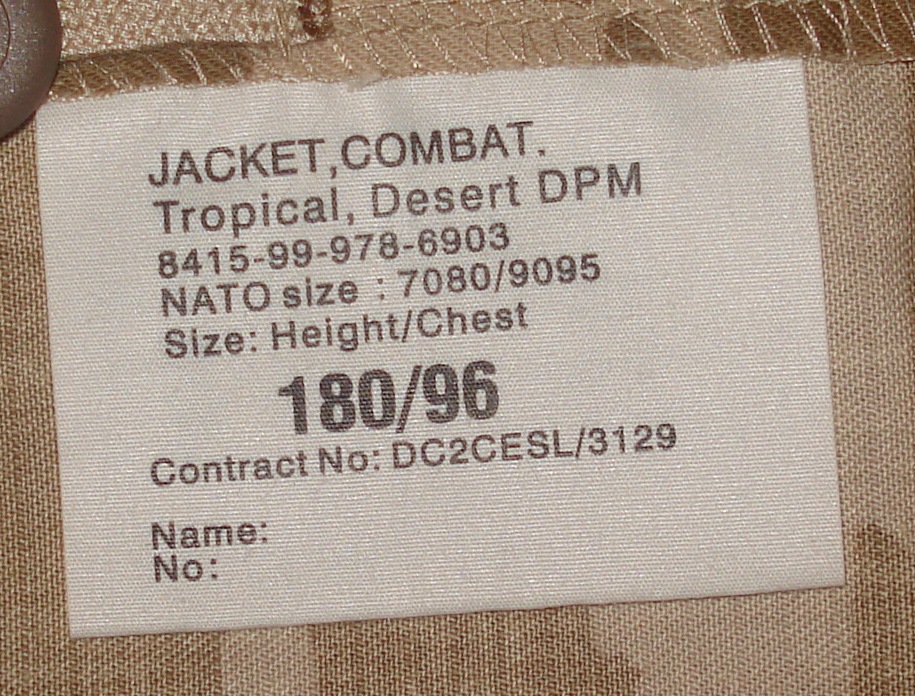 JACKET,COMBAT.
Tropical, Desert DPM
8415-99-978-6903
NATO size : 7080/9095
Size: Height/Chest
180/96
Contract No: DC2CESL/3129
Name:
No: